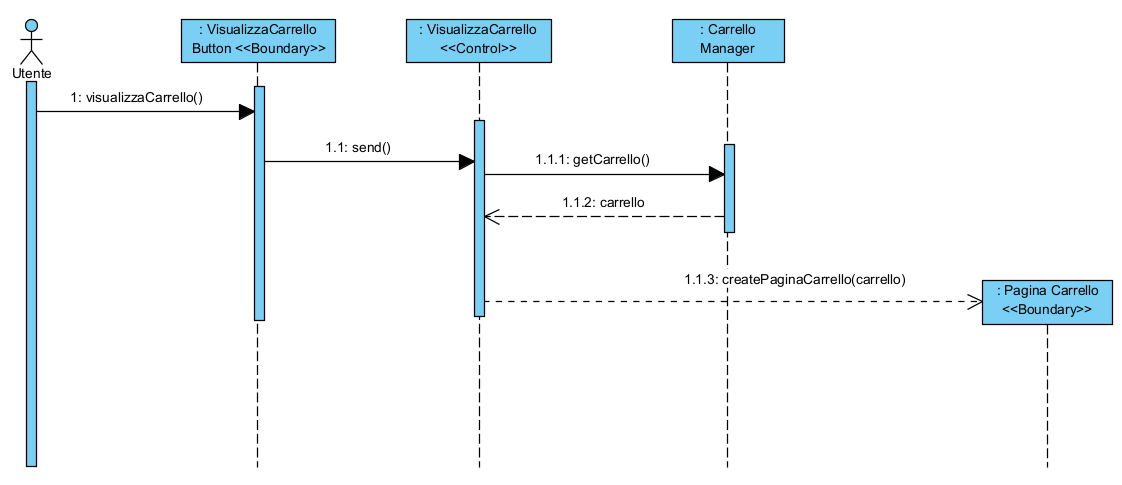 : VisualizzaCarrello
Button <<Boundary>>
: VisualizzaCarrello
<<Control>>
: Carrello
Manager
Utente
1: visualizzaCarrello()
1.1: send()
1.1.1: getCarrello()
1.1.2: carrello
1.1.3: createPaginaCarrello(carrello)
: Pagina Carrello
<<Boundary>>